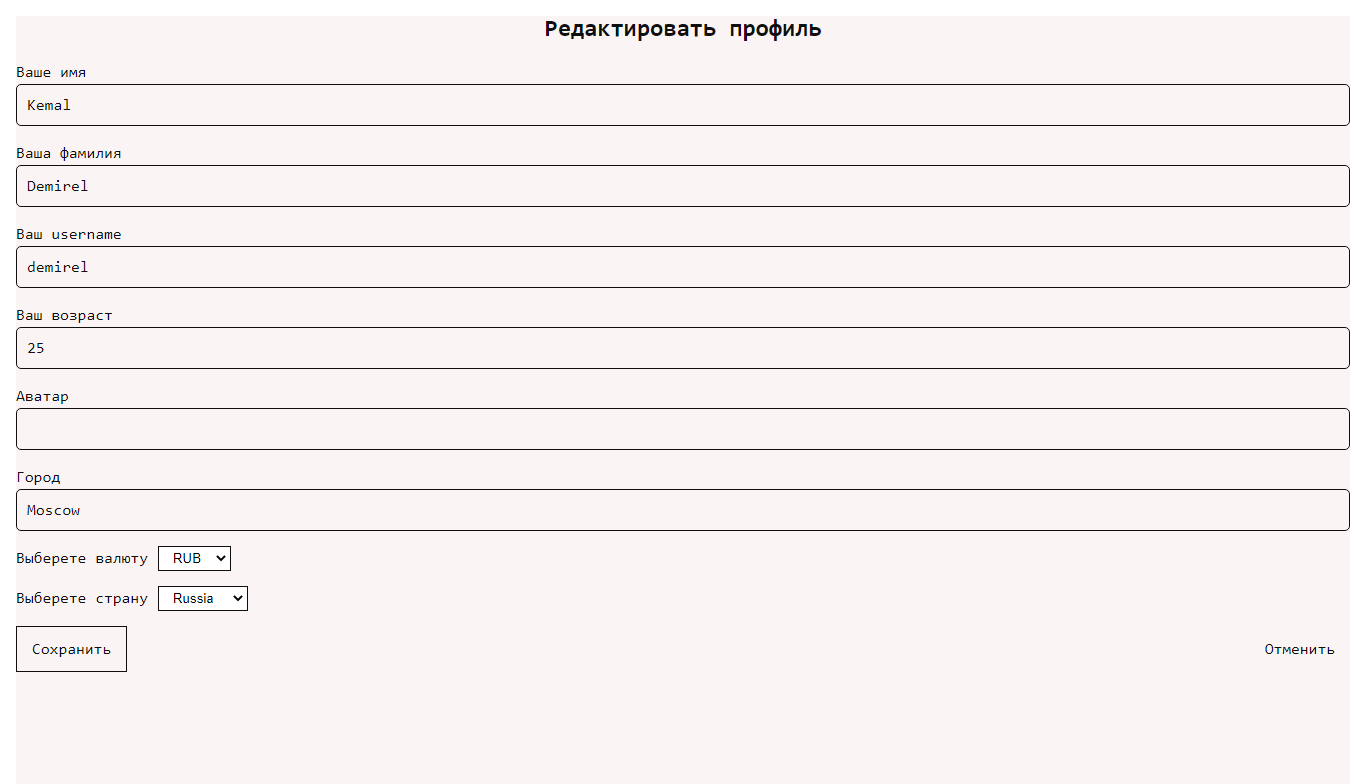 Редактировать профиль
Ваше имя
Kemal
Ваша фамилия
Demirel
Ваш username
demirel
Ваш возраст
25
Аватар
Город
Moscow
Выберете валюту RUB
Выберете страну Russia
Сохранить Отменить